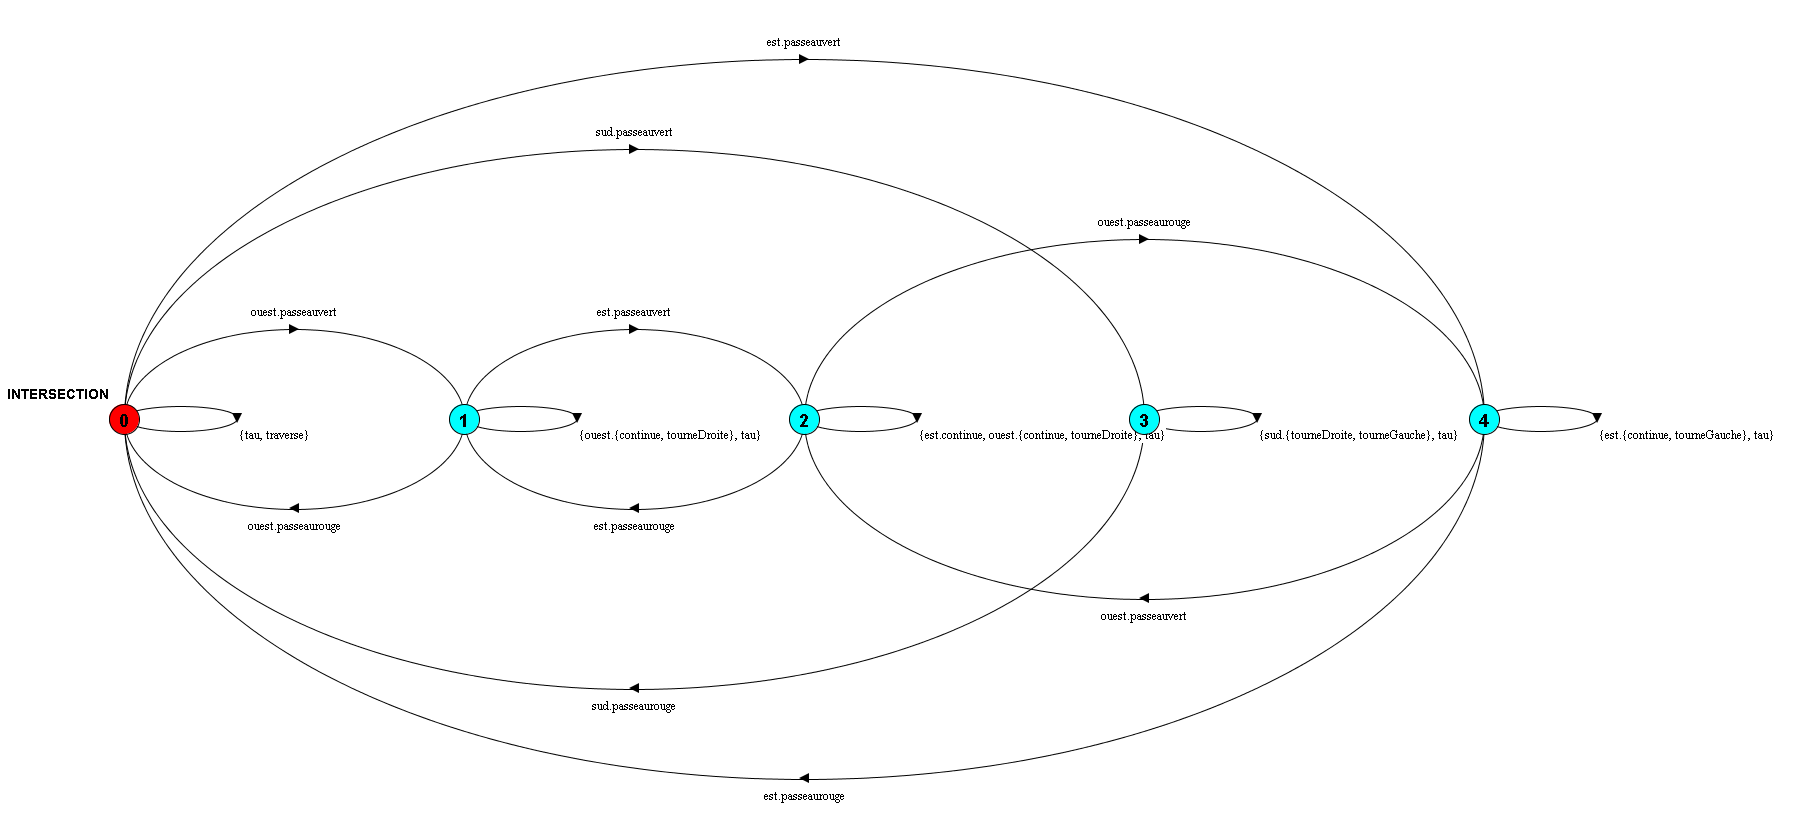 est.passeauvert
sud.passeauvert
ouest.passeaurouge
ouest.passeauvert
est.passeauvert
INTERSECTION
0
1
2
3
4
{tau, traverse}
{ouest.{continue, tourneDroite}, tau}
{est.continue, ouest.{continue, tourneDroite}, tau}
{sud.{tourneDroite, tourneGauche}, tau}
{est.{continue, tourneGauche}, tau}
ouest.passeaurouge
est.passeaurouge
ouest.passeauvert
sud.passeaurouge
est.passeaurouge